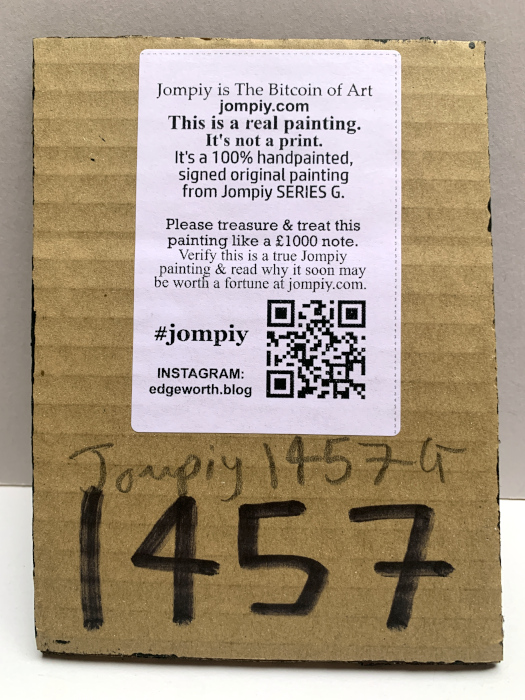 Jompiy is The Bitcoin of Art
jompiy.com
This is a real painting.
It's not a print.
It's a 100% handpainted,
signed original painting
from Jompiy SERIES G.
Please treasure & treat this
painting like a £1000 note.
Verify this is a true Jompiy
painting & read why it soon may
be worth a fortune at jompiy.com.
#jompiy
INSTAGRAM:
edgeworth.blog
Jompiy 1457 G
1457